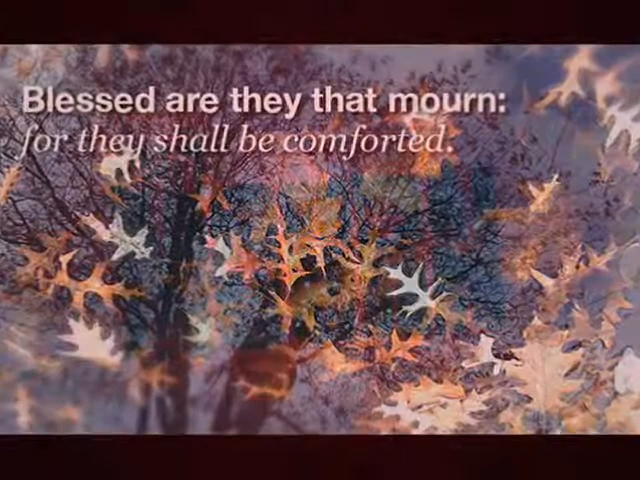 Blessed are they that mourn:
for they shall be comforted.